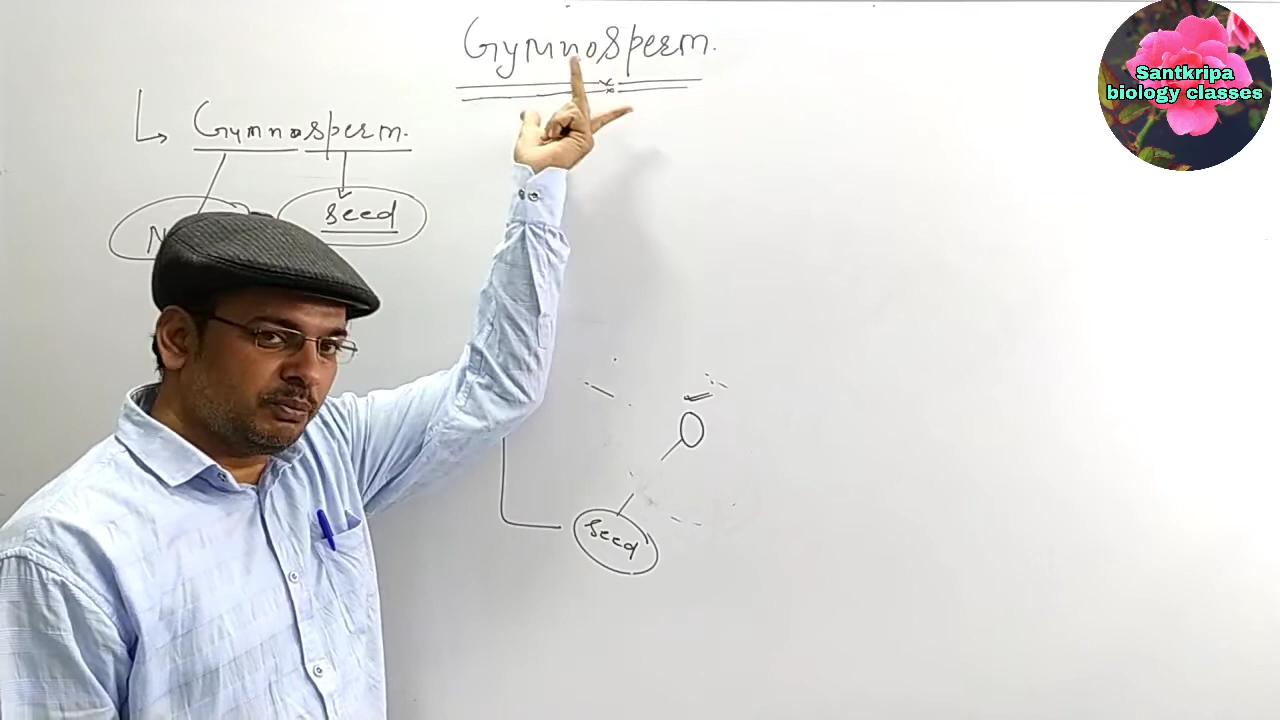 Gymnosperm.
Santkripa
biology classes
Gymnosperm.
Seed
Seed